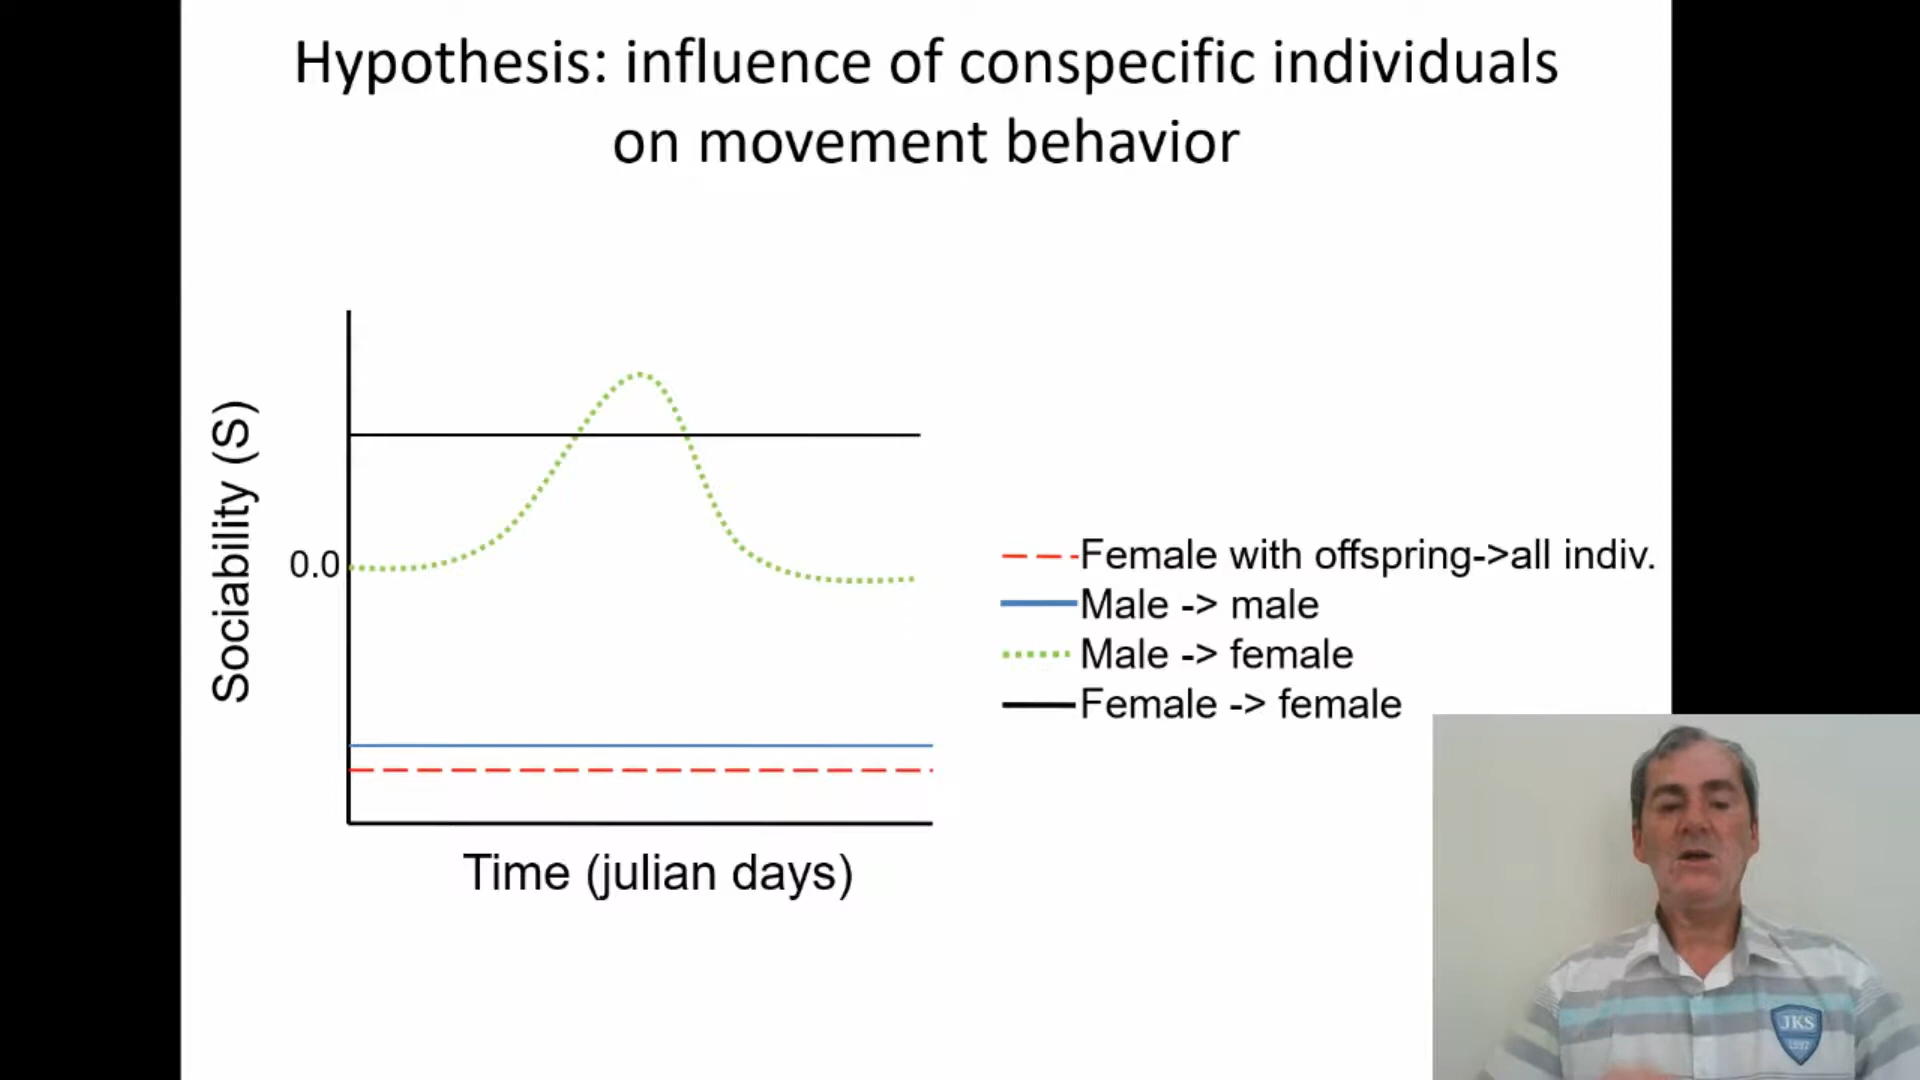 Hypothesis: influence of conspecific individuals
on movement behavior
Sociability (S)
0.0
Female with offspring->all indiv.
Male -> male
Male -> female
Female -> female
Time (julian days)
JKS